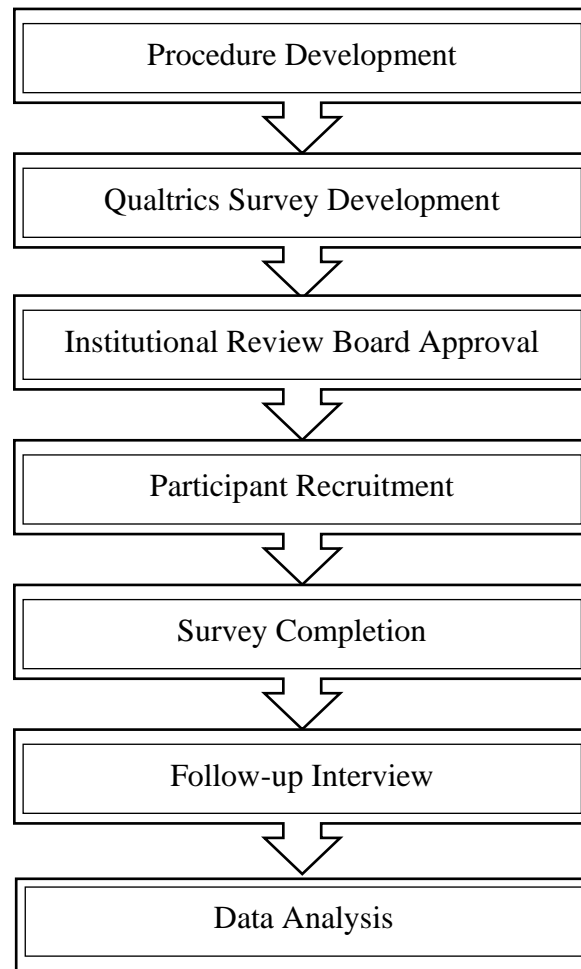 Procedure Development
Qualtrics Survey Development
Institutional Review Board Approval
Participant Recruitment
Survey Completion
Follow-up Interview
Data Analysis